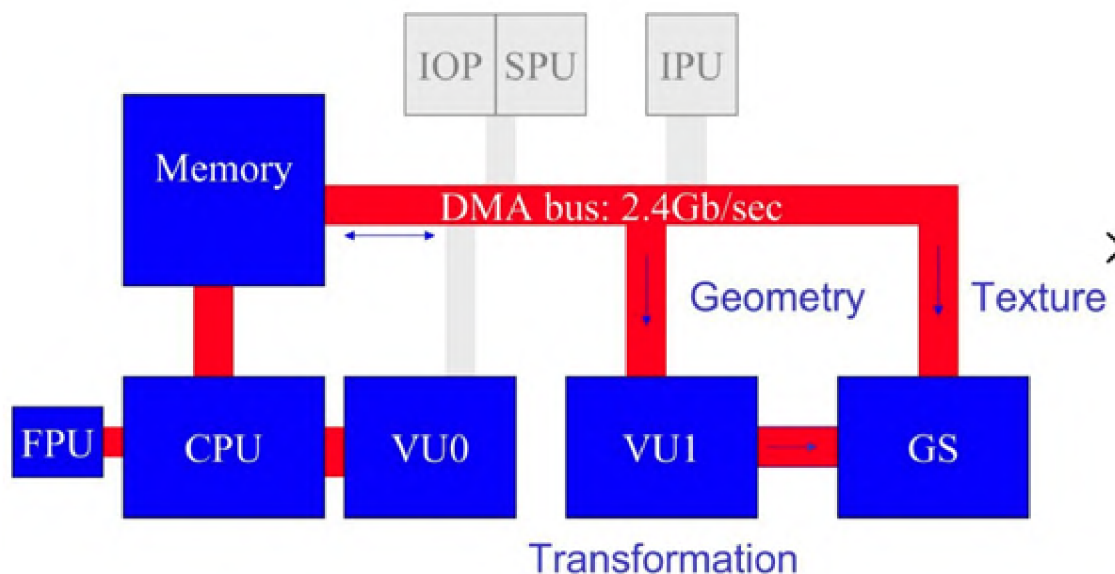 IOP SPU IPU
Memory
DMA bus: 2.4Gb/sec
Geometry Texture
FPU CPU VU0 VU1 GS
Transformation